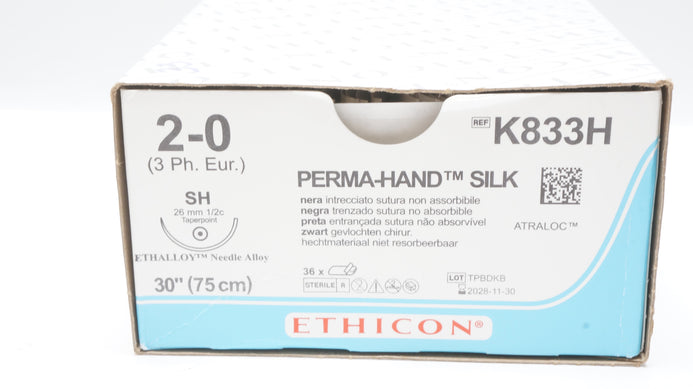 2-0
(3 Ph. Eur.)
SH
26 mm 1/2c
Taperpoint
ETHALLOY™ Needle Alloy
30" (75 cm)
REF K833H
PERMA-HAND™ SILK
nera intrecciato sutura non assorbibile
negra trenzado sutura no absorbible
preta entrançada sutura não absorvível
zwart gevlochten chirur.
hechtmateriaal niet resorbeerbaar
ATRALOC™
36 x
STERILE R
LOT TPBDKB
2028-11-30
ETHICON®